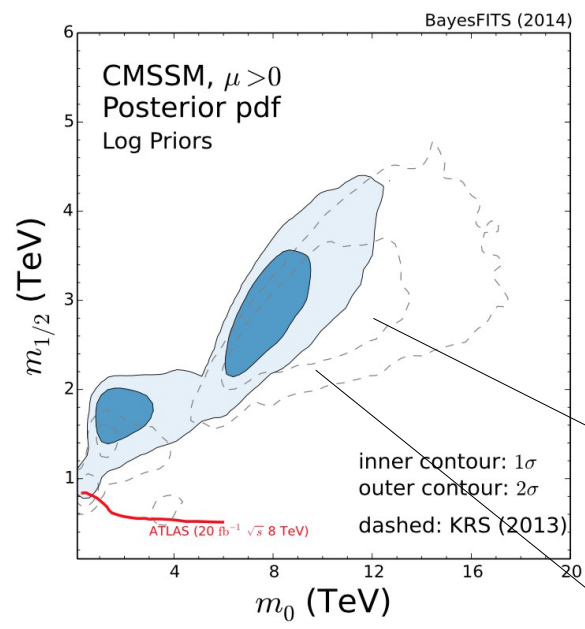 BayesFITS (2014)
6
CMSSM, μ >0
Posterior pdf
Log Priors
5
4
3
2
1
m₁/₂ (TeV)
inner contour: 1σ
outer contour: 2σ
dashed: KRS (2013)
ATLAS (20 fb⁻¹ √s 8 TeV)
4 8 12 16 20
m₀ (TeV)